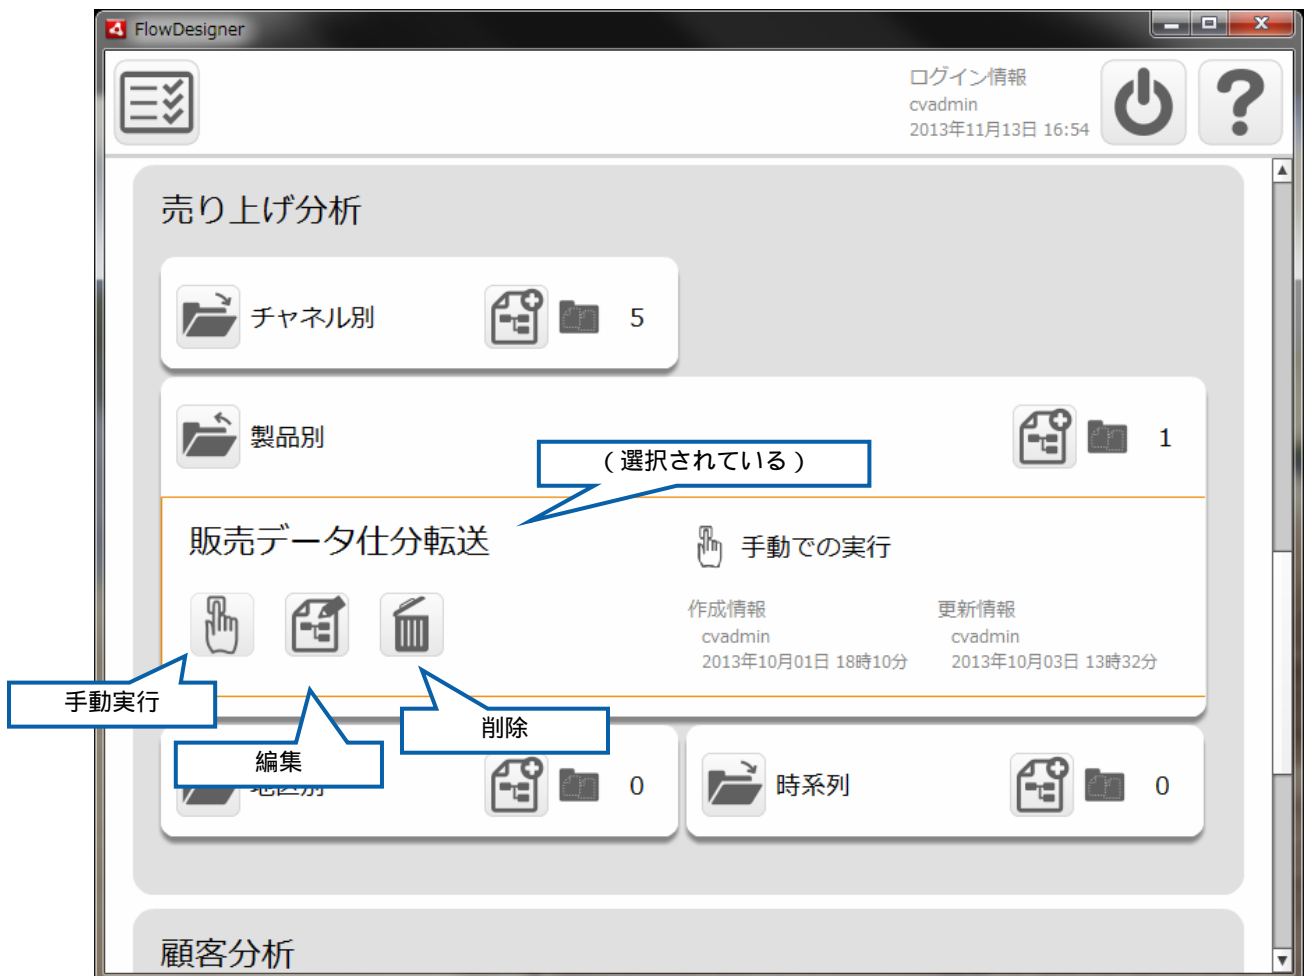 FlowDesigner
ログイン情報
cvadmin
2013年11月13日 16:54
売り上げ分析
チャネル別
5
製品別
1
(選択されている)
販売データ仕分転送
手動での実行
作成情報
cvadmin
2013年10月01日 18時10分
更新情報
cvadmin
2013年10月03日 13時32分
手動実行
編集
削除
0
時系列
0
顧客分析